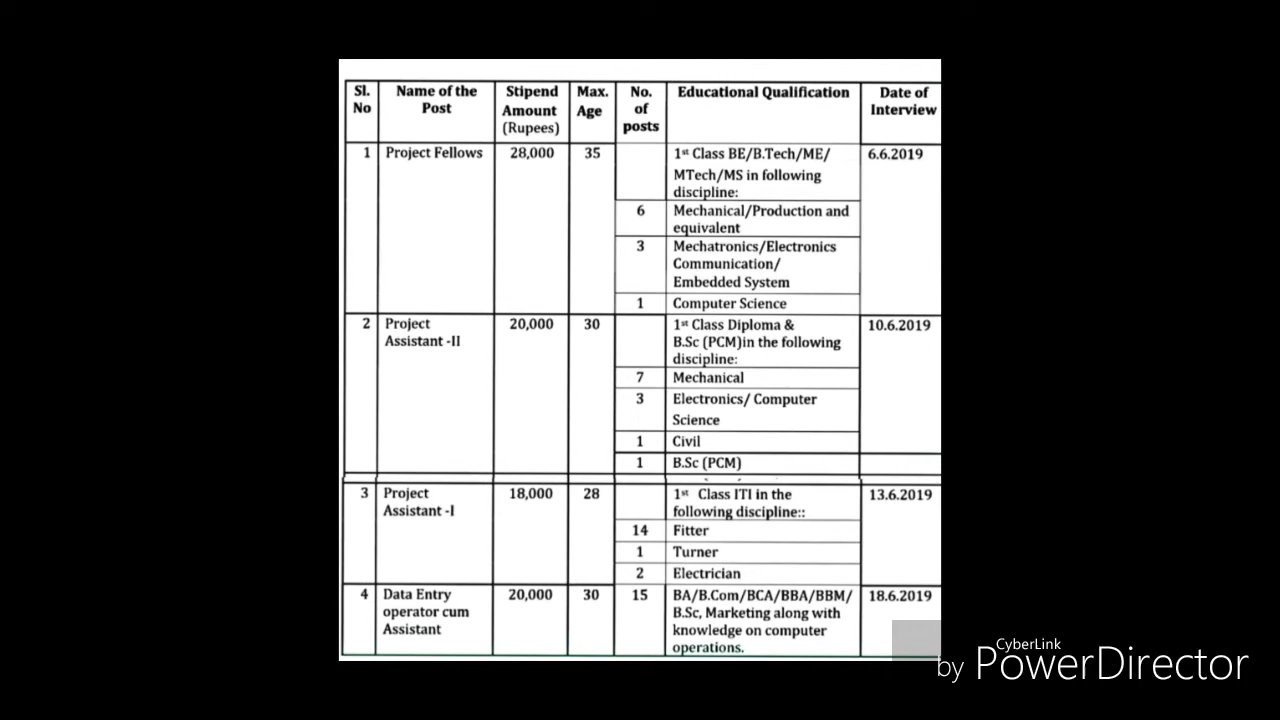 Sl. No Name of the Post Stipend Amount (Rupees) Max. Age No. of posts Educational Qualification Date of Interview
1 Project Fellows 28,000 35 1st Class BE/B.Tech/ME/ 6.6.2019
MTech/MS in following
discipline:
6 Mechanical/Production and
equivalent
3 Mechatronics/Electronics
Communication/
Embedded System
1 Computer Science
2 Project 20,000 30 1st Class Diploma & 10.6.2019
Assistant -II B.Sc (PCM)in the following
discipline:
7 Mechanical
3 Electronics/ Computer
Science
1 Civil
1 B.Sc (PCM)
3 Project 18,000 28 1st Class ITI in the 13.6.2019
Assistant -I following discipline::
14 Fitter
1 Turner
2 Electrician
4 Data Entry 20,000 30 15 BA/B.Com/BCA/BBA/BBM/ 18.6.2019
operator cum B.Sc, Marketing along with
Assistant knowledge on computer
operations.
CyberLink
by PowerDirector